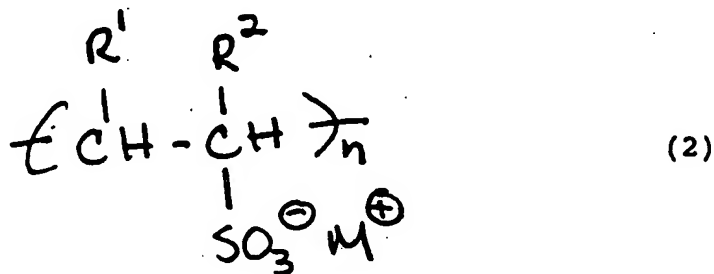 R¹ R²
( CH - CH )n (2)
SO₃⊖ M⊕